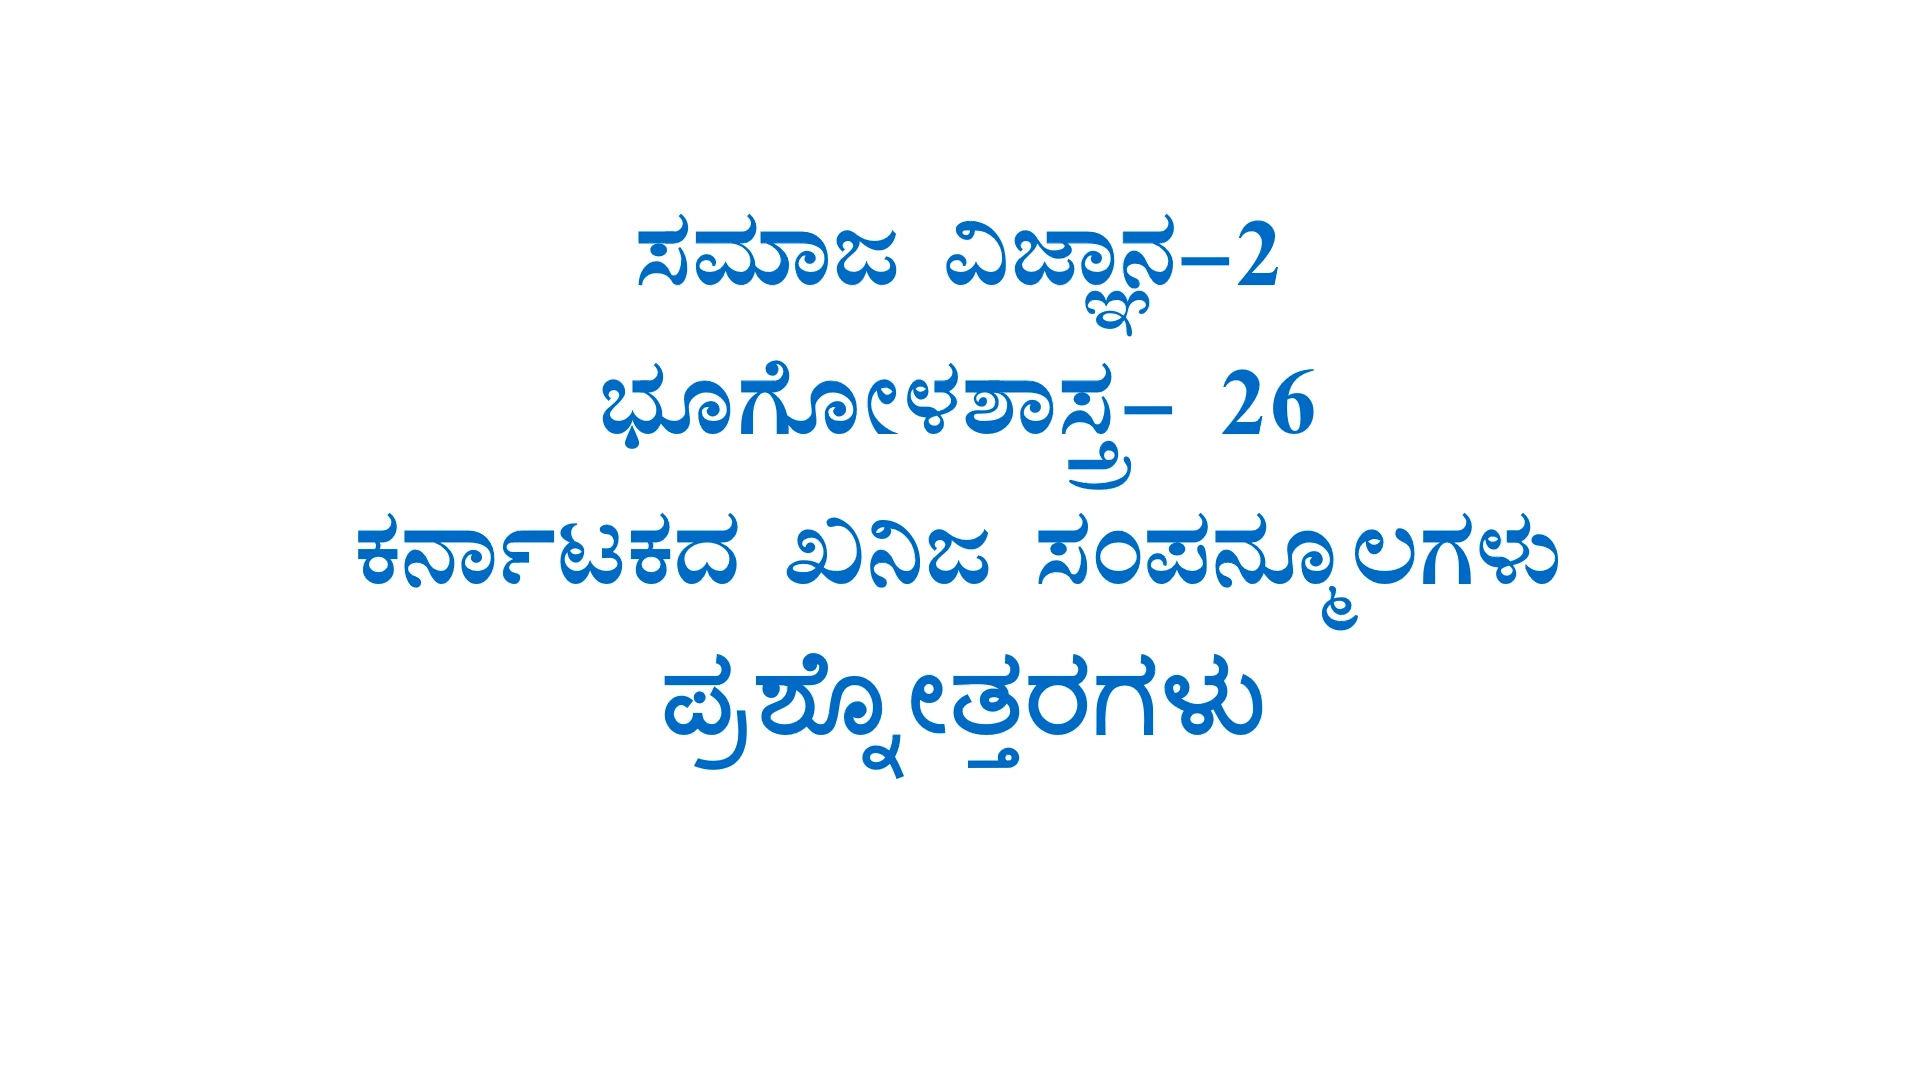 ಸಮಾಜ ವಿಜ್ಞಾನ–2
ಭೂಗೋಳಶಾಸ್ತ್ರ– 26
ಕರ್ನಾಟಕದ ಖನಿಜ ಸಂಪನ್ಮೂಲಗಳು
ಪ್ರಶ್ನೋತ್ತರಗಳು